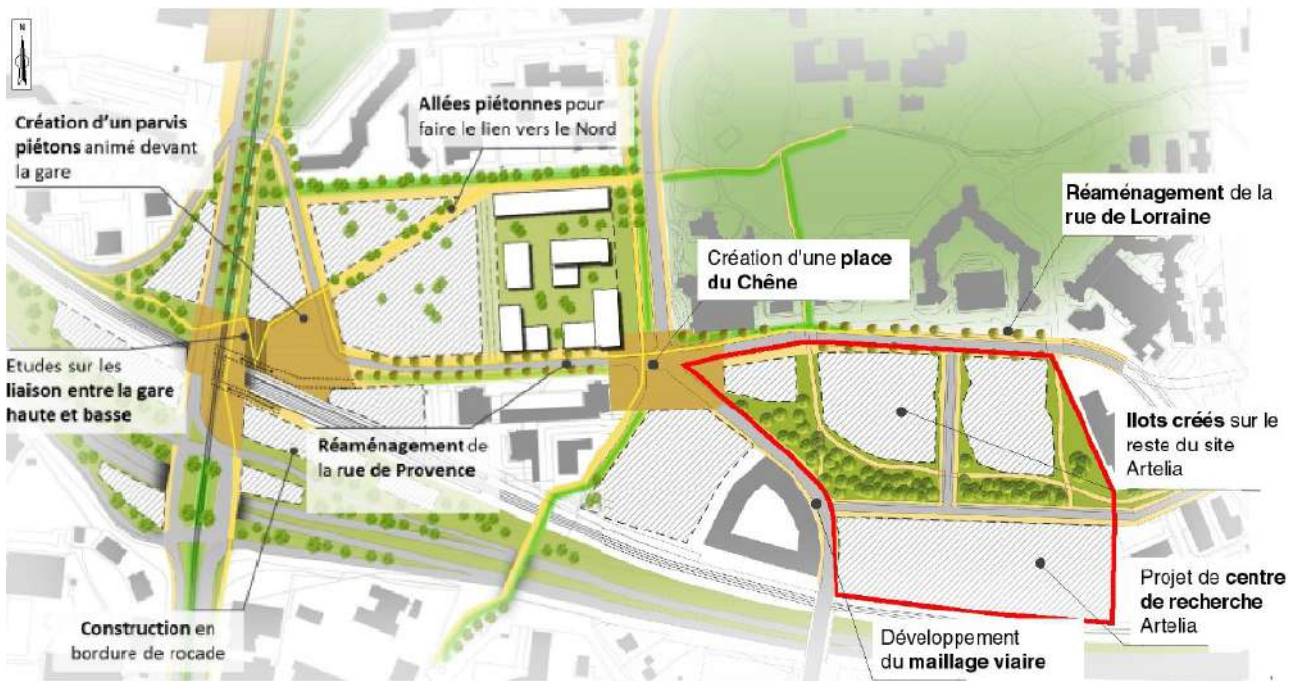 N
Création d'un parvis
piétons animé devant
la gare
Allées piétonnes pour
faire le lien vers le Nord
Réaménagement de la
rue de Lorraine
Création d'une place
du Chêne
Etudes sur les
liaison entre la gare
haute et basse
Réaménagement de
la rue de Provence
Ilots créés sur le
reste du site
Artelia
Projet de centre
de recherche
Artelia
Construction en
bordure de rocade
Développement
du maillage viaire